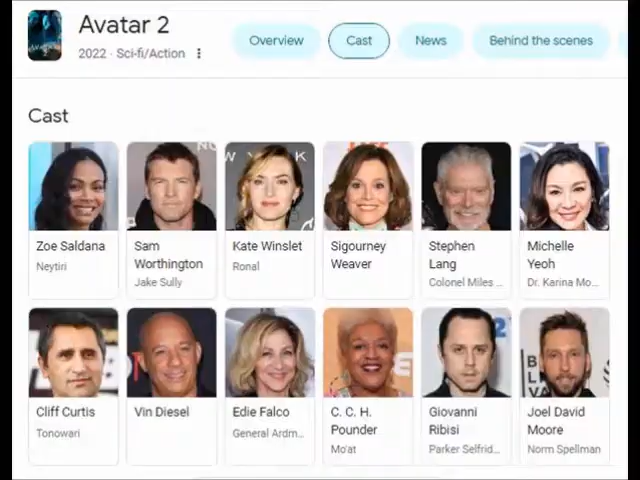 Avatar 2
2022 · Sci-fi/Action
Overview
Cast
News
Behind the scenes
Cast
Zoe Saldana
Neytiri
Sam
Worthington
Jake Sully
Kate Winslet
Ronal
Sigourney
Weaver
Stephen
Lang
Colonel Miles ...
Michelle
Yeoh
Dr. Karina Mo...
Cliff Curtis
Tonowari
Vin Diesel
Edie Falco
General Ardm...
C. C. H.
Pounder
Mo'at
Giovanni
Ribisi
Parker Selfrid...
Joel David
Moore
Norm Spellman